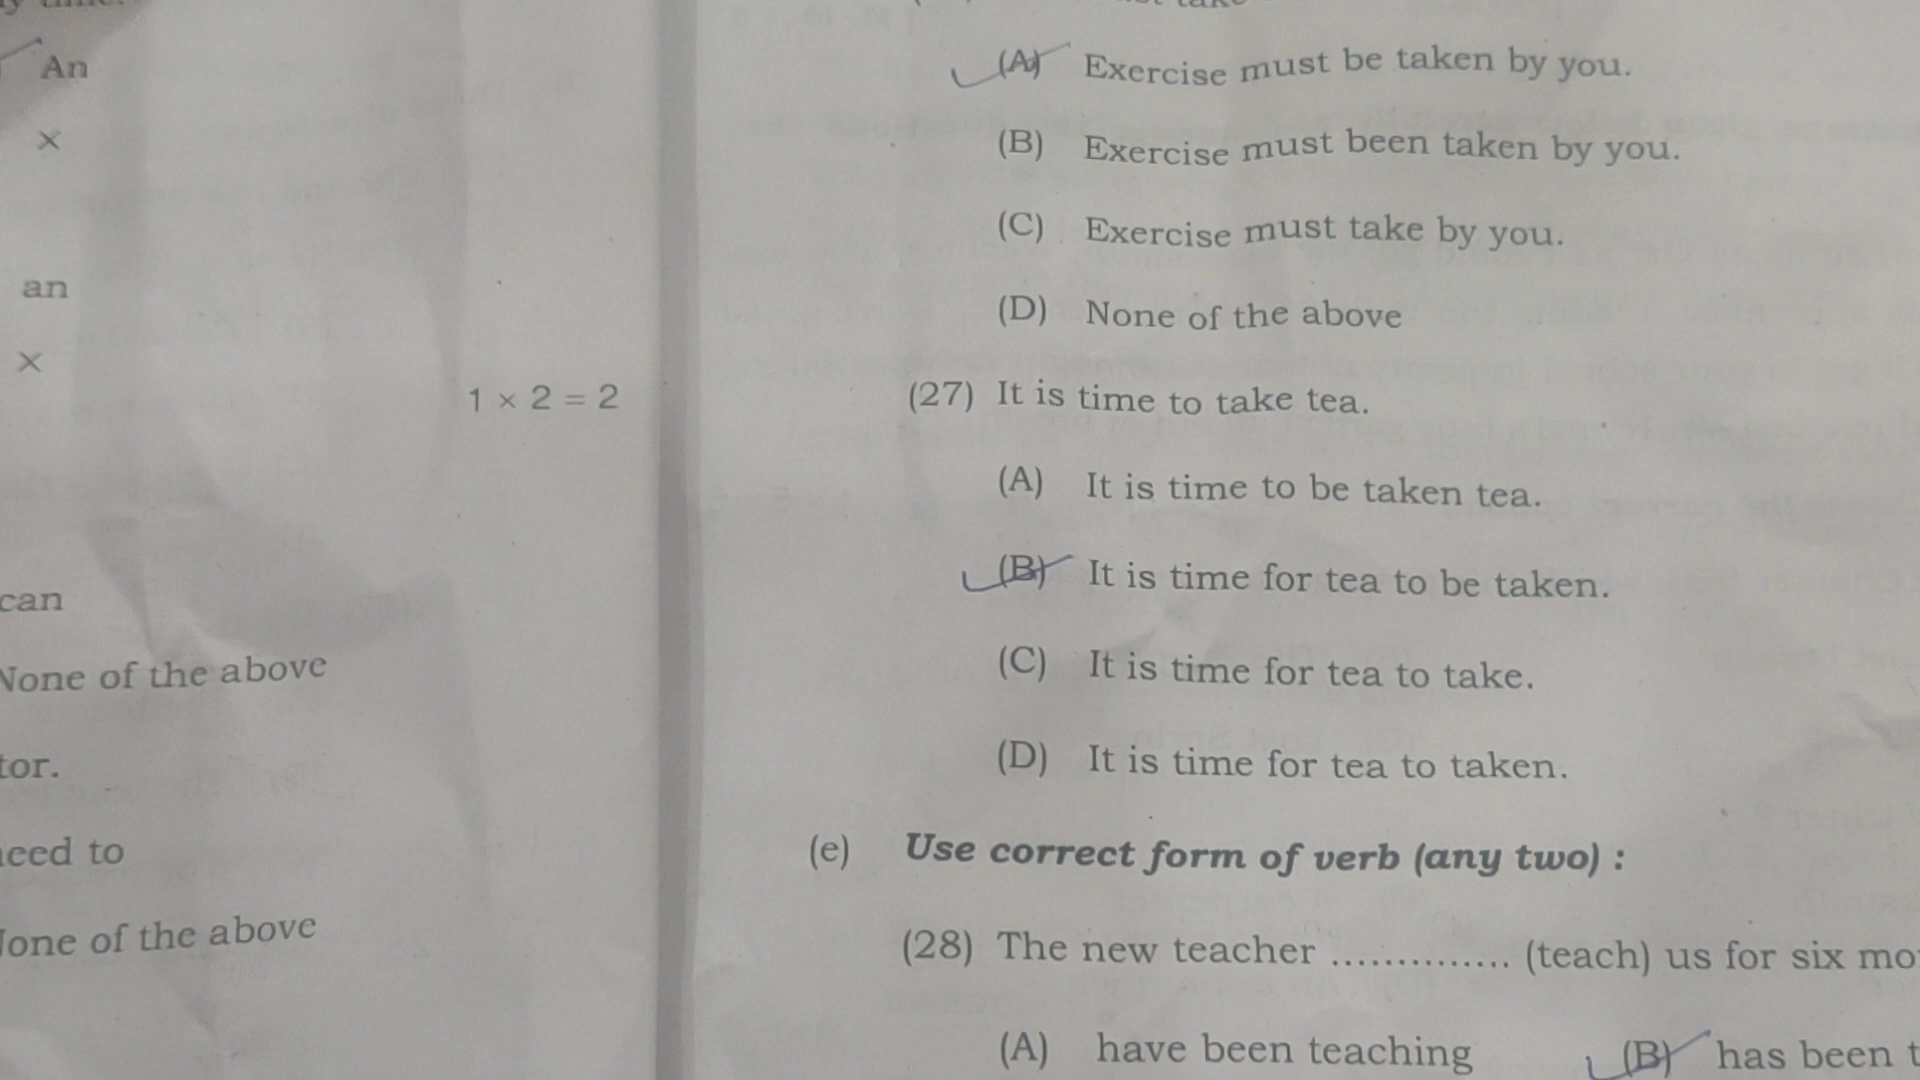 An
×
an
×
1 × 2 = 2
can
None of the above
tor.
need to
None of the above
(A) Exercise must be taken by you.
(B) Exercise must been taken by you.
(C) Exercise must take by you.
(D) None of the above
(27) It is time to take tea.
(A) It is time to be taken tea.
(B) It is time for tea to be taken.
(C) It is time for tea to take.
(D) It is time for tea to taken.
(e) Use correct form of verb (any two) :
(28) The new teacher .............. (teach) us for six mo
(A) have been teaching (B) has been t